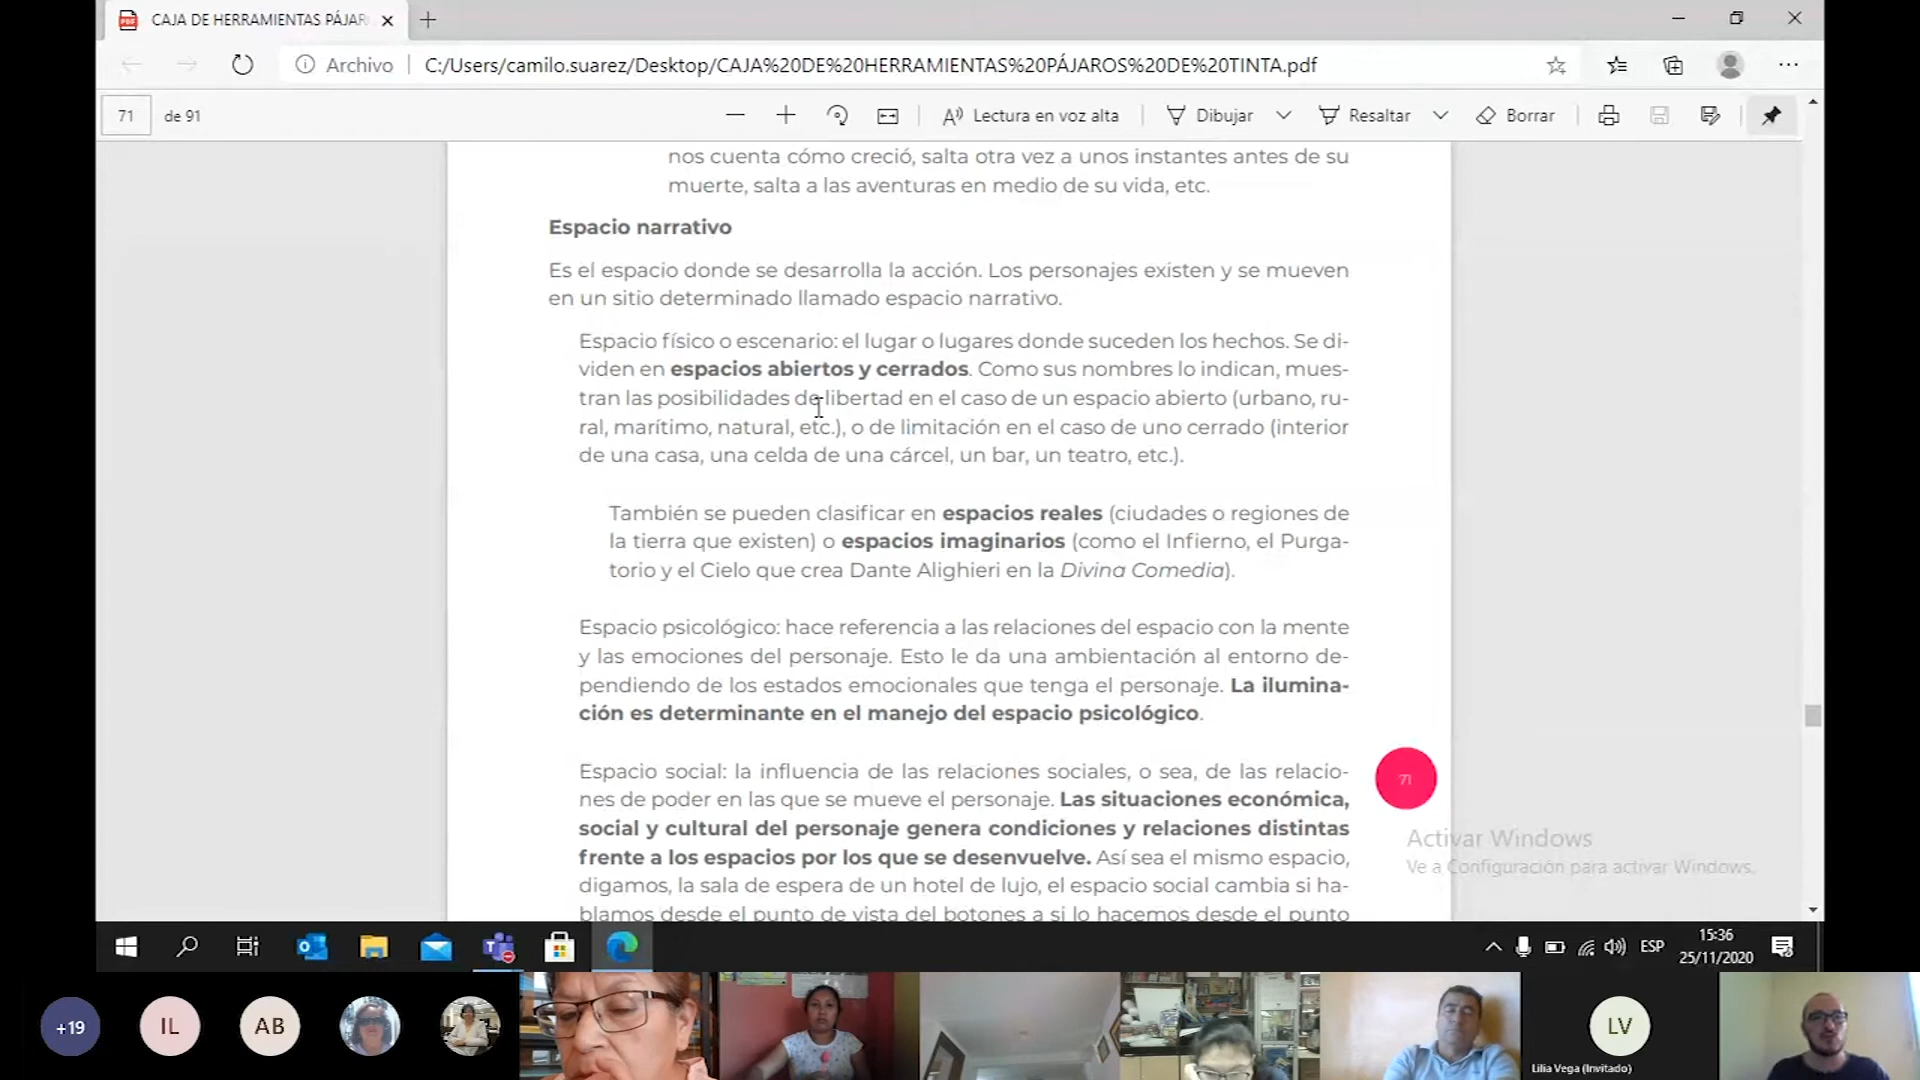 CAJA DE HERRAMIENTAS PÁJAR
Archivo
C:/Users/camilo.suarez/Desktop/CAJA%20DE%20HERRAMIENTAS%20PÁJAROS%20DE%20TINTA.pdf
71 de 91
Lectura en voz alta
Dibujar
Resaltar
Borrar
nos cuenta cómo creció, salta otra vez a unos instantes antes de su
muerte, salta a las aventuras en medio de su vida, etc.
Espacio narrativo
Es el espacio donde se desarrolla la acción. Los personajes existen y se mueven
en un sitio determinado llamado espacio narrativo.
Espacio físico o escenario: el lugar o lugares donde suceden los hechos. Se di-
viden en espacios abiertos y cerrados. Como sus nombres lo indican, mues-
tran las posibilidades de libertad en el caso de un espacio abierto (urbano, ru-
ral, marítimo, natural, etc.), o de limitación en el caso de uno cerrado (interior
de una casa, una celda de una cárcel, un bar, un teatro, etc.).
También se pueden clasificar en espacios reales (ciudades o regiones de
la tierra que existen) o espacios imaginarios (como el Infierno, el Purga-
torio y el Cielo que crea Dante Alighieri en la Divina Comedia).
Espacio psicológico: hace referencia a las relaciones del espacio con la mente
y las emociones del personaje. Esto le da una ambientación al entorno de-
pendiendo de los estados emocionales que tenga el personaje. La ilumina-
ción es determinante en el manejo del espacio psicológico.
Espacio social: la influencia de las relaciones sociales, o sea, de las relacio-
nes de poder en las que se mueve el personaje. Las situaciones económica,
social y cultural del personaje genera condiciones y relaciones distintas
frente a los espacios por los que se desenvuelve. Así sea el mismo espacio,
digamos, la sala de espera de un hotel de lujo, el espacio social cambia si ha-
blamos desde el punto de vista del botones a si lo hacemos desde el punto
71
Activar Windows
Ve a Configuración para activar Windows.
ESP
15:36
25/11/2020
+19
IL
AB
LV
Lilia Vega (Invitado)